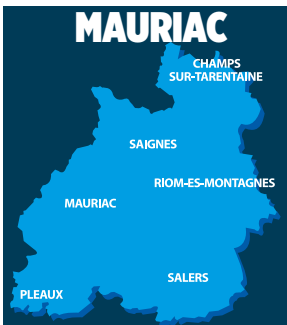 MAURIAC
CHAMPS
SUR-TARENTAINE
SAIGNES
RIOM-ES-MONTAGNES
MAURIAC
SALERS
PLEAUX